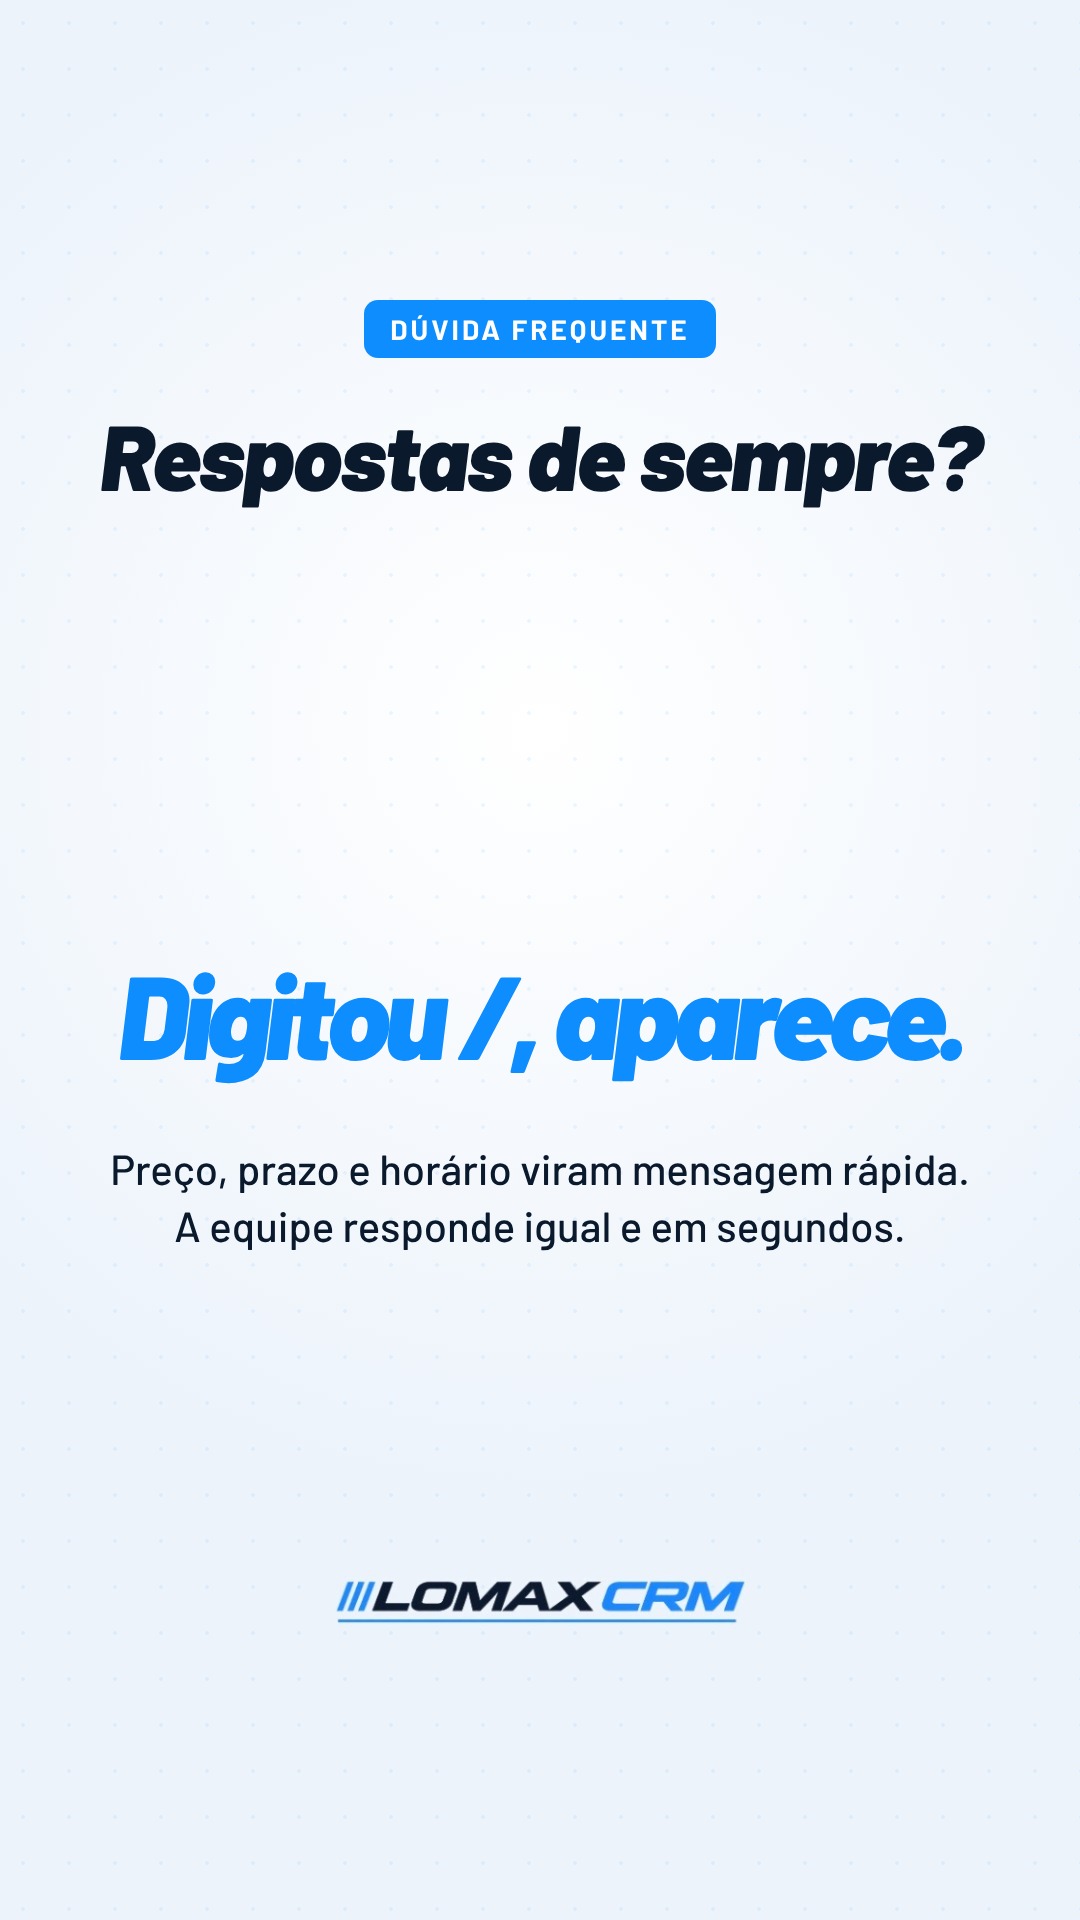 DÚVIDA FREQUENTE
Respostas de sempre?
Digitou /, aparece.
Preço, prazo e horário viram mensagem rápida.
A equipe responde igual e em segundos.
LOMAX CRM